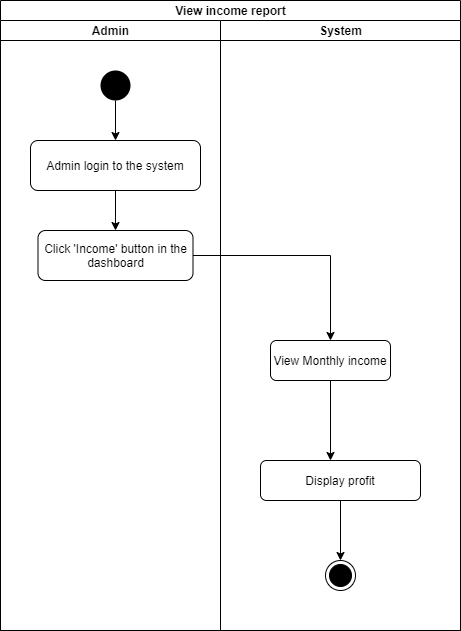 View income report
Admin
System
Admin login to the system
Click 'Income' button in the
dashboard
View Monthly income
Display profit